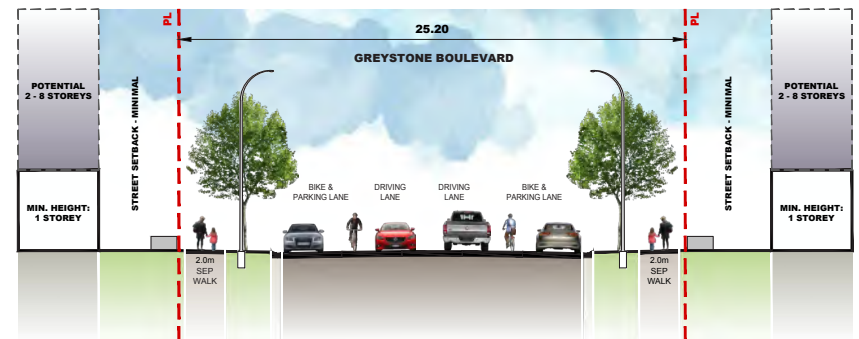 PL
25.20
PL
GREYSTONE BOULEVARD
POTENTIAL
2 - 8 STOREYS
STREET SETBACK - MINIMAL
STREET SETBACK - MINIMAL
POTENTIAL
2 - 8 STOREYS
BIKE &
PARKING LANE
DRIVING
LANE
DRIVING
LANE
BIKE &
PARKING LANE
MIN. HEIGHT:
1 STOREY
MIN. HEIGHT:
1 STOREY
2.0m
SEP
WALK
2.0m
SEP
WALK